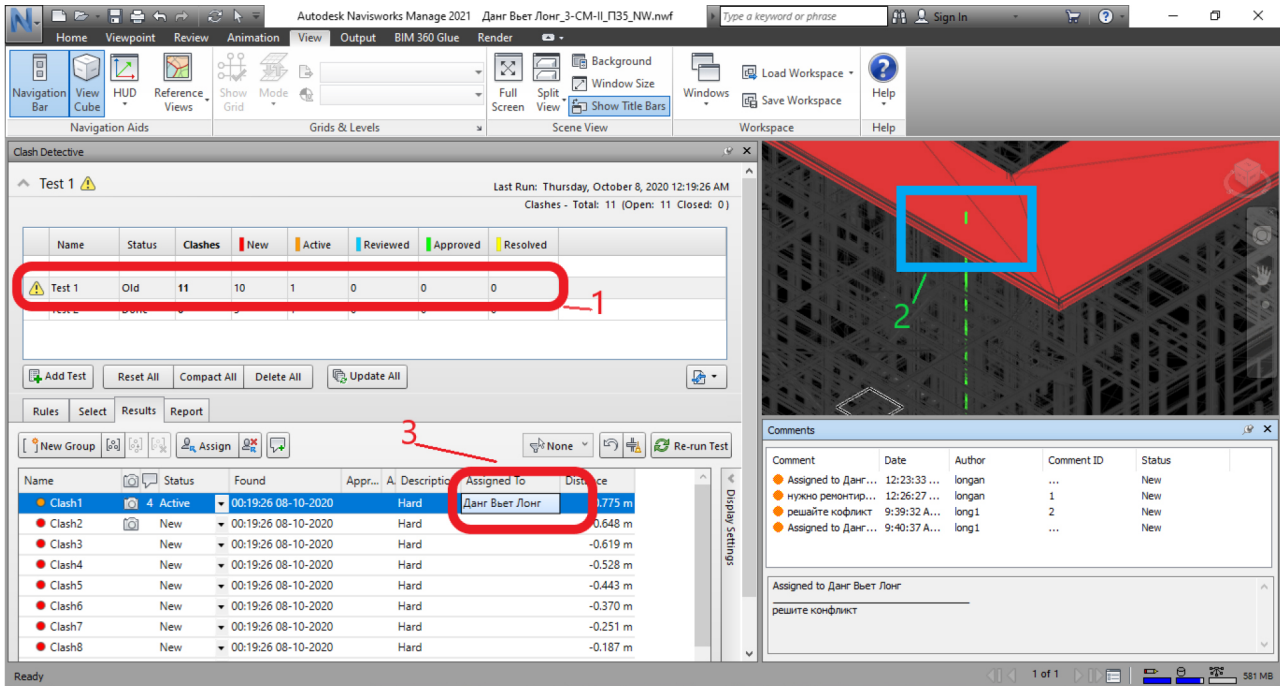 Autodesk Navisworks Manage 2021 Данг Вьет Лонг_3-СМ-II_П35_NW.nwf
Type a keyword or phrase
Sign In
Home Viewpoint Review Animation View Output BIM 360 Glue Render
Navigation Bar
View Cube
HUD
Reference Views
Show Grid
Mode
Full Screen
Split View
Background
Window Size
Show Title Bars
Windows
Load Workspace
Save Workspace
Help
Navigation Aids
Grids & Levels
Scene View
Workspace
Help
Clash Detective
Test 1
Last Run: Thursday, October 8, 2020 12:19:26 AM
Clashes - Total: 11 (Open: 11 Closed: 0)
Name Status Clashes New Active Reviewed Approved Resolved
Test 1 Old 11 10 1 0 0 0
1
2
Add Test Reset All Compact All Delete All Update All
Rules Select Results Report
3
New Group Assign None Re-run Test
Name Status Found Appr... A. Descriptio Assigned To
Clash1 4 Active 00:19:26 08-10-2020 Hard Данг Вьет Лонг .775 m
Clash2 New 00:19:26 08-10-2020 Hard 0.648 m
Clash3 New 00:19:26 08-10-2020 Hard -0.619 m
Clash4 New 00:19:26 08-10-2020 Hard -0.528 m
Clash5 New 00:19:26 08-10-2020 Hard -0.443 m
Clash6 New 00:19:26 08-10-2020 Hard -0.370 m
Clash7 New 00:19:26 08-10-2020 Hard -0.251 m
Clash8 New 00:19:26 08-10-2020 Hard -0.187 m
Display Settings
Comments
Comment Date Author Comment ID Status
Assigned to Данг... 12:23:33 ... longan ... New
нужно ремонтир... 12:26:27 ... longan 1 New
решайте кофликт 9:39:32 A... long1 2 New
Assigned to Данг... 9:40:37 A... long1 ... New
Assigned to Данг Вьет Лонг
решите конфликт
Ready
1 of 1
581 MB